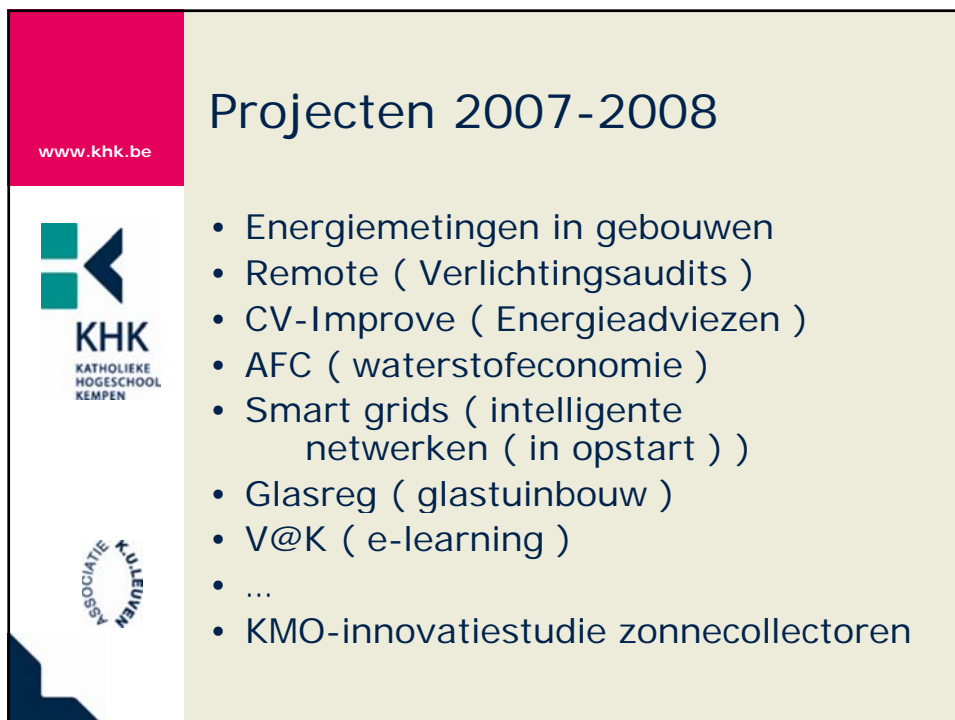 Projecten 2007-2008
www.khk.be
• Energiemetingen in gebouwen
• Remote ( Verlichtingsaudits )
• CV-Improve ( Energieadviezen )
• AFC ( waterstofeconomie )
• Smart grids ( intelligente
netwerken ( in opstart ) )
• Glasreg ( glastuinbouw )
• V@K ( e-learning )
• ...
• KMO-innovatiestudie zonnecollectoren
KHK
KATHOLIEKE
HOGESCHOOL
KEMPEN
ASSOCIATIE
K.U.LEUVEN